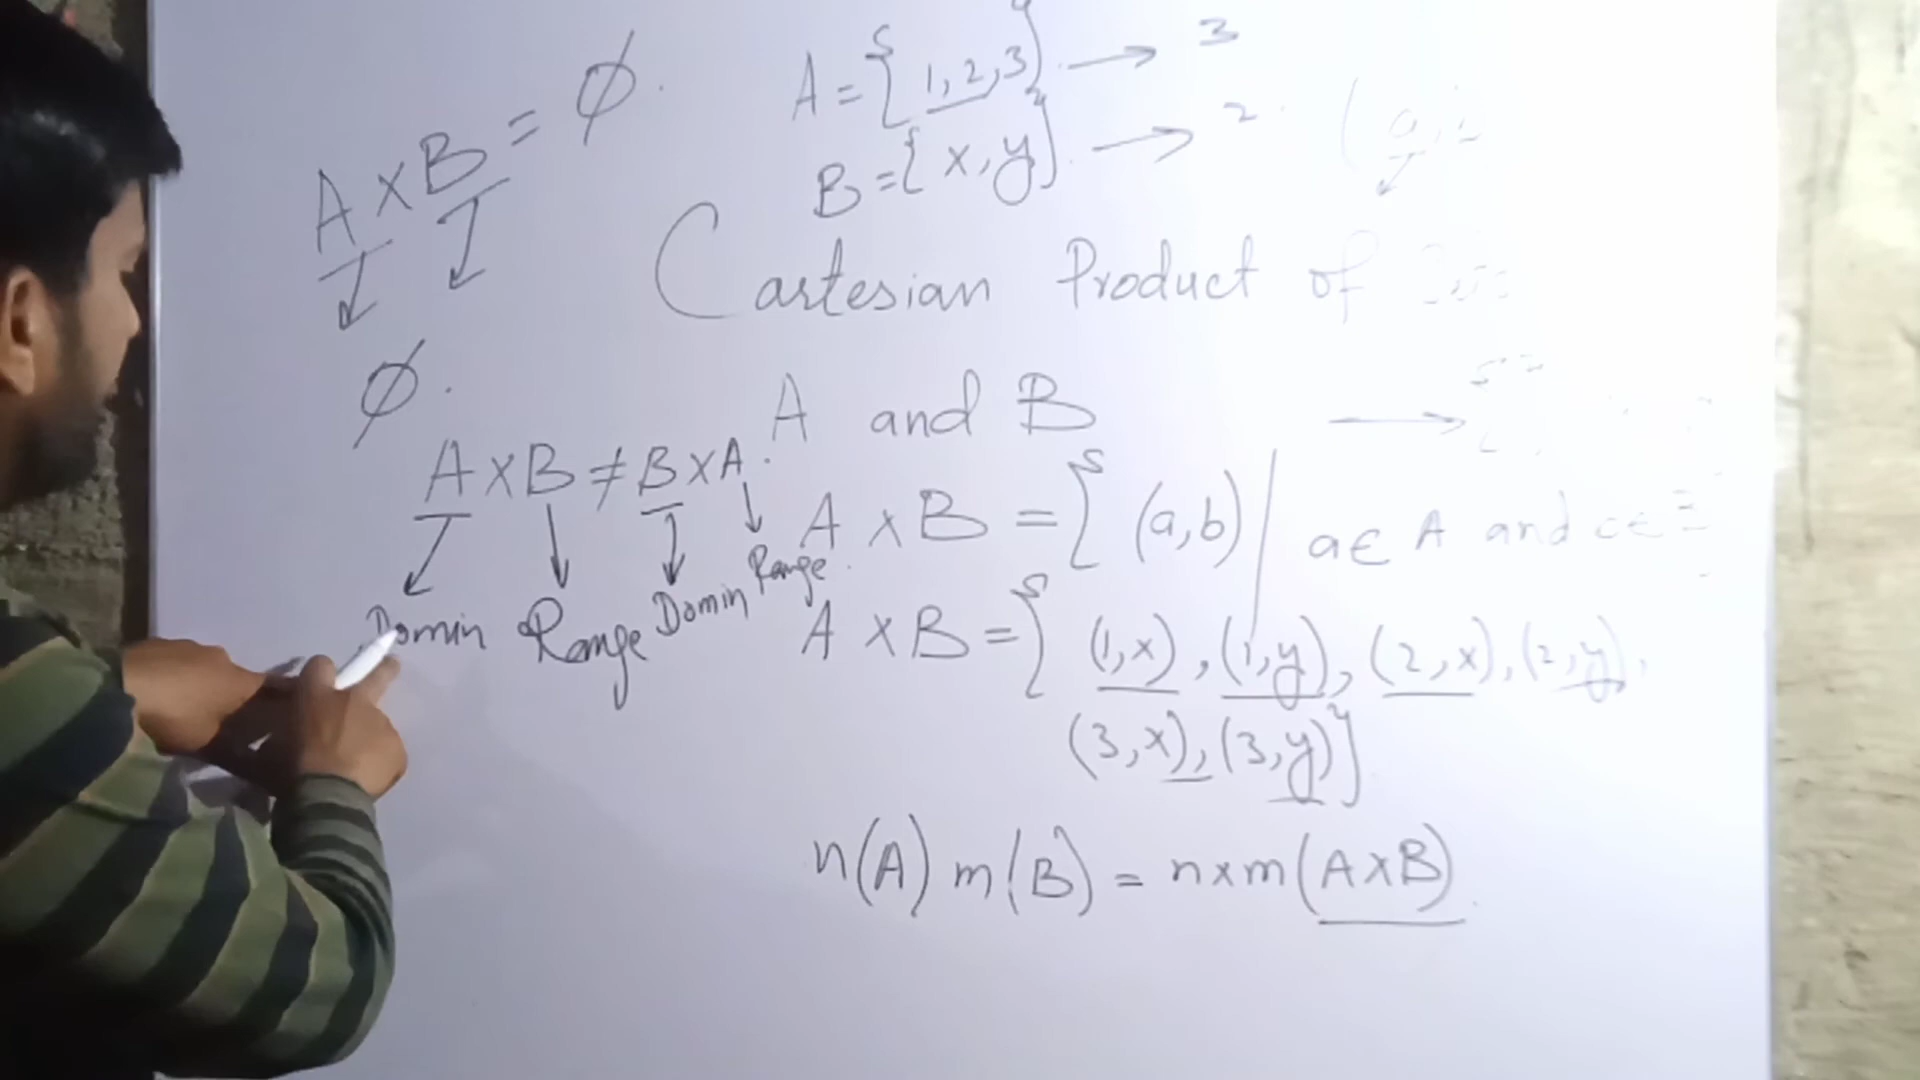 A = {1, 2, 3} → 3
B = {x, y} → 2
(a,
A × B = ∅.
∅.
Cartesian Product of
A and B
A × B ≠ B × A.
Domin Range Domin Range.
A × B = { (a, b) / a ∈ A and
A × B = { (1, x), (1, y), (2, x), (2, y),
(3, x), (3, y)}
n(A) m(B) = n×m(A×B)